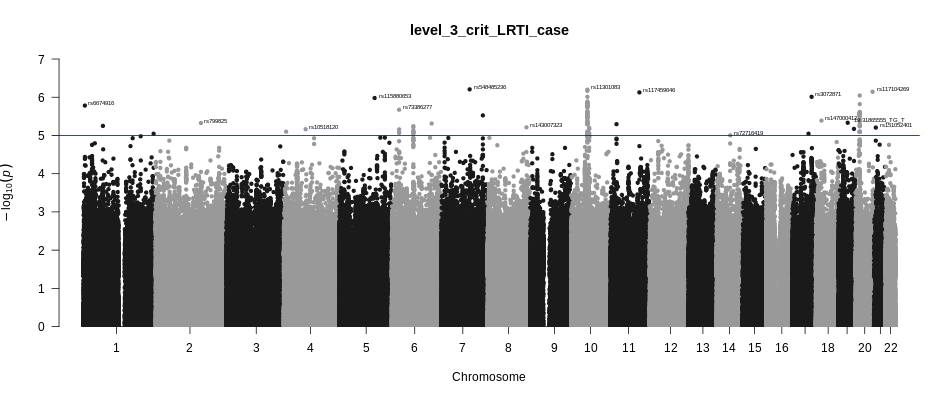 level_3_crit_LRTI_case
7
6
5
4
3
2
1
0
−log10(p)
rs6674916
rs799825
rs10518120
rs115880653
rs73386277
rs548485236
rs143007323
rs11301083
rs117459646
rs72716419
rs3072871
rs117104269
rs151052401
1 2 3 4 5 6 7 8 9 10 11 12 13 14 15 16 18 20 22
Chromosome